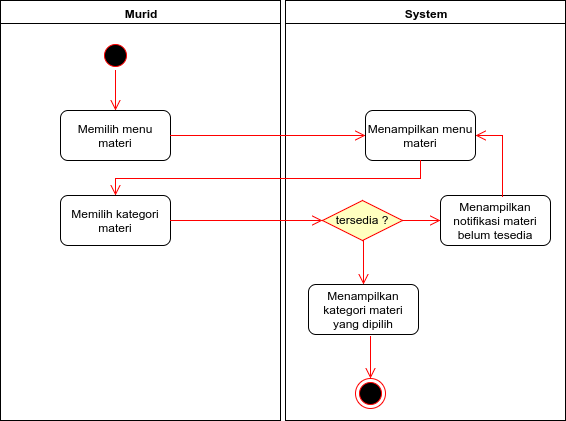 Murid
System
Memilih menu
materi
Menampilkan menu
materi
Memilih kategori
materi
tersedia ?
Menampilkan
notifikasi materi
belum tesedia
Menampilkan
kategori materi
yang dipilih